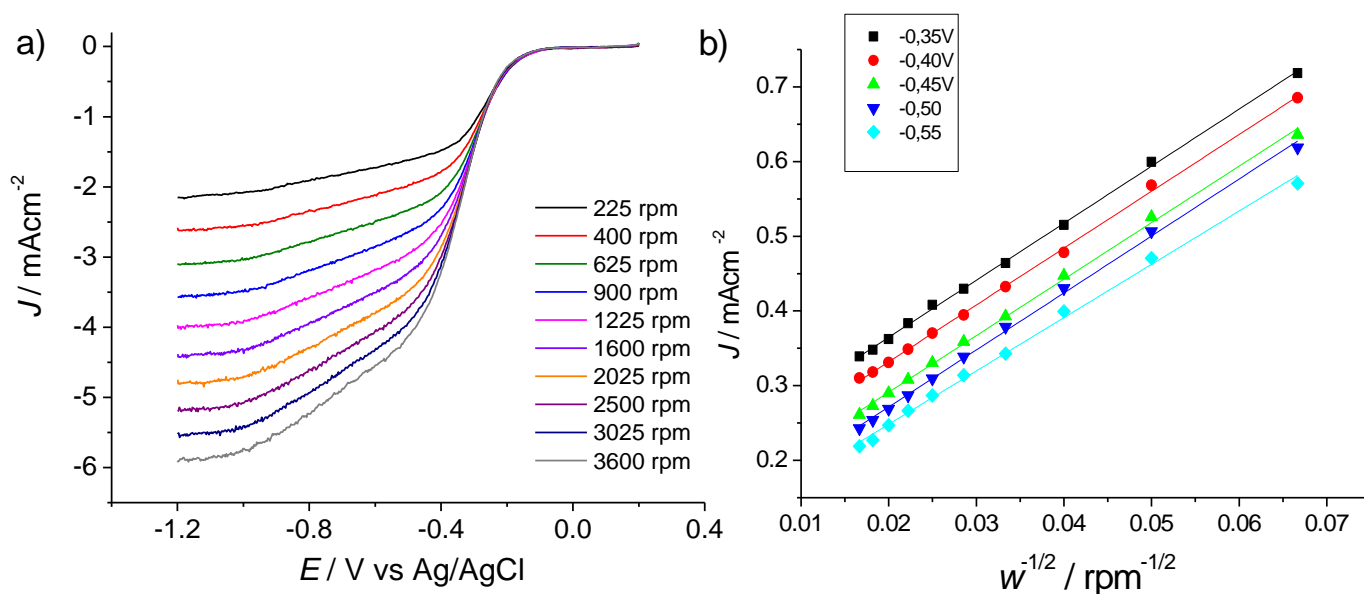 a)
0
-1
-2
-3
-4
-5
-6
J / mAcm-2
-1.2
-0.8
-0.4
0.0
0.4
E / V vs Ag/AgCl
225 rpm
400 rpm
625 rpm
900 rpm
1225 rpm
1600 rpm
2025 rpm
2500 rpm
3025 rpm
3600 rpm
b)
-0,35V
-0,40V
-0,45V
-0,50
-0,55
0.7
0.6
0.5
0.4
0.3
0.2
J / mAcm-2
0.01
0.02
0.03
0.04
0.05
0.06
0.07
w-1/2 / rpm-1/2